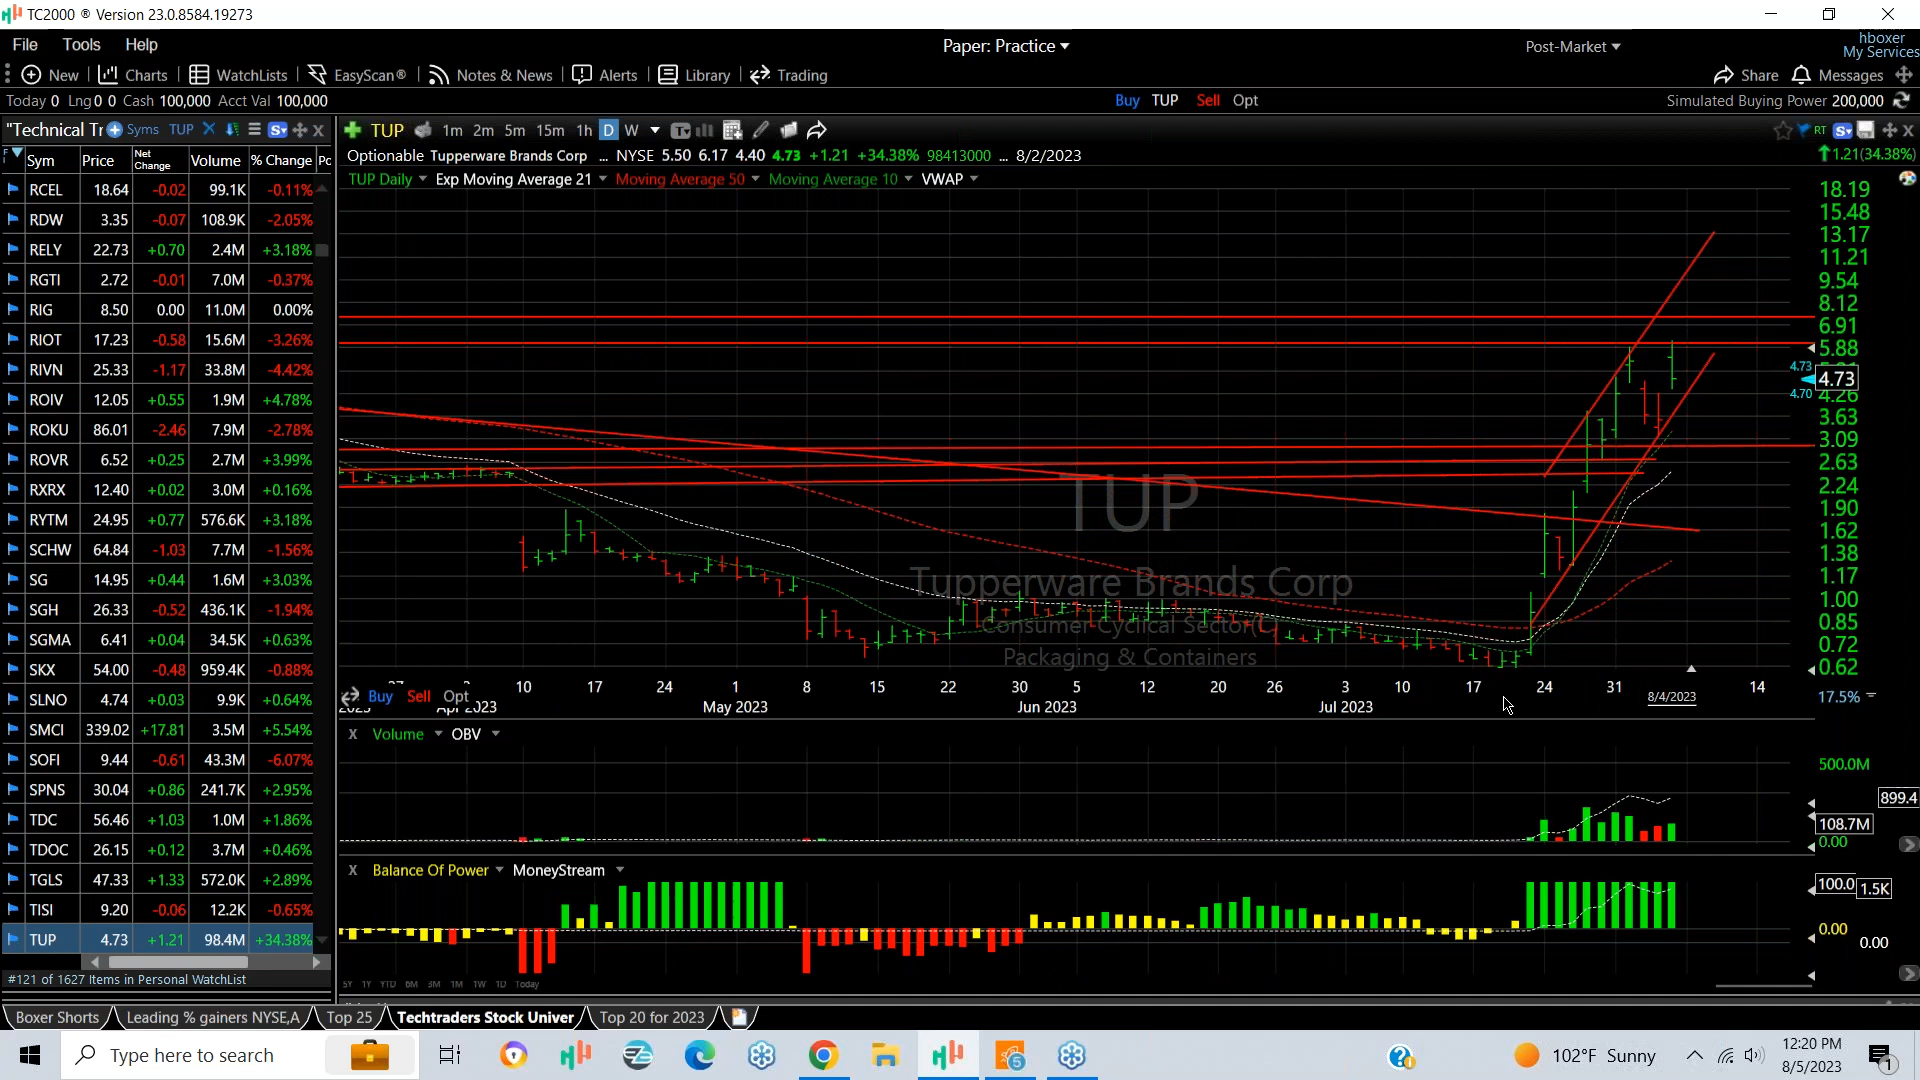 TC2000 ® Version 23.0.8584.19273
File Tools Help
Paper: Practice
Post-Market
hboxer
My Services
New Charts WatchLists EasyScan® Notes & News Alerts Library Trading
Share Messages
Today 0 Lng 0 0 Cash 100,000 Acct Val 100,000
Buy TUP Sell Opt
Simulated Buying Power 200,000
"Technical Tr Syms TUP
TUP 1m 2m 5m 15m 1h D W
RT
Optionable Tupperware Brands Corp ... NYSE 5.50 6.17 4.40 4.73 +1.21 +34.38% 98413000 ... 8/2/2023
1.21(34.38%)
TUP Daily Exp Moving Average 21 Moving Average 50 Moving Average 10 VWAP
Sym Price Net Change Volume % Change
RCEL 18.64 -0.02 99.1K -0.11%
RDW 3.35 -0.07 108.9K -2.05%
RELY 22.73 +0.70 2.4M +3.18%
RGTI 2.72 -0.01 7.0M -0.37%
RIG 8.50 0.00 11.0M 0.00%
RIOT 17.23 -0.58 15.6M -3.26%
RIVN 25.33 -1.17 33.8M -4.42%
ROIV 12.05 +0.55 1.9M +4.78%
ROKU 86.01 -2.46 7.9M -2.78%
ROVR 6.52 +0.25 2.7M +3.99%
RXRX 12.40 +0.02 3.0M +0.16%
RYTM 24.95 +0.77 576.6K +3.18%
SCHW 64.84 -1.03 7.7M -1.56%
SG 14.95 +0.44 1.6M +3.03%
SGH 26.33 -0.52 436.1K -1.94%
SGMA 6.41 +0.04 34.5K +0.63%
SKX 54.00 -0.48 959.4K -0.88%
SLNO 4.74 +0.03 9.9K +0.64%
SMCI 339.02 +17.81 3.5M +5.54%
SOFI 9.44 -0.61 43.3M -6.07%
SPNS 30.04 +0.86 241.7K +2.95%
TDC 56.46 +1.03 1.0M +1.86%
TDOC 26.15 +0.12 3.7M +0.46%
TGLS 47.33 +1.33 572.0K +2.89%
TISI 9.20 -0.06 12.2K -0.65%
TUP 4.73 +1.21 98.4M +34.38%
#121 of 1627 Items in Personal WatchList
18.19
15.48
13.17
11.21
9.54
8.12
6.91
5.88
4.73
4.73
4.70
4.26
3.63
3.09
2.63
2.24
1.90
1.62
1.38
1.17
1.00
0.85
0.72
0.62
17.5%
TUP
Tupperware Brands Corp
Consumer Cyclical Sector
Packaging & Containers
10 17 24 1 8 15 22 30 5 12 20 26 3 10 17 24 31 14
8/4/2023
Buy Sell Opt
Apr 2023 May 2023 Jun 2023 Jul 2023
X Volume OBV
500.0M
899.4
108.7M
0.00
X Balance Of Power MoneyStream
100.0
1.5K
0.00
0.00
5Y 1Y YTD 6M 3M 1M 1W 1D Today
Boxer Shorts Leading % gainers NYSE,A Top 25 Techtraders Stock Univer Top 20 for 2023
Type here to search
5
102°F Sunny
12:20 PM
8/5/2023
1